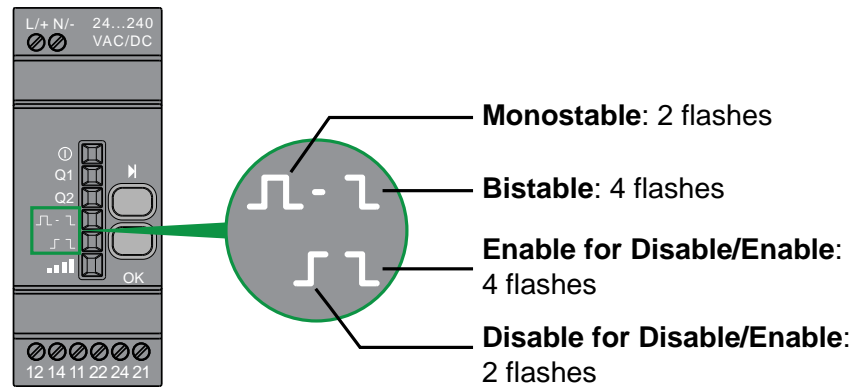 L/+ N/- 24...240
VAC/DC
Q1
Q2
OK
12 14 11 22 24 21
Monostable: 2 flashes
Bistable: 4 flashes
Enable for Disable/Enable:
4 flashes
Disable for Disable/Enable:
2 flashes